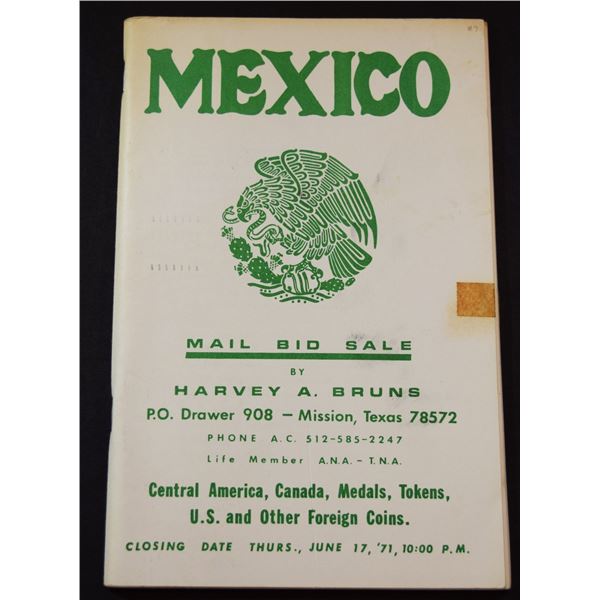 MEXICO
MAIL BID SALE
BY
HARVEY A. BRUNS
P.O. Drawer 908 — Mission, Texas 78572
PHONE A.C. 512-585-2247
Life Member A.N.A. - T.N.A.
Central America, Canada, Medals, Tokens,
U.S. and Other Foreign Coins.
CLOSING DATE THURS., JUNE 17, '71, 10:00 P.M.